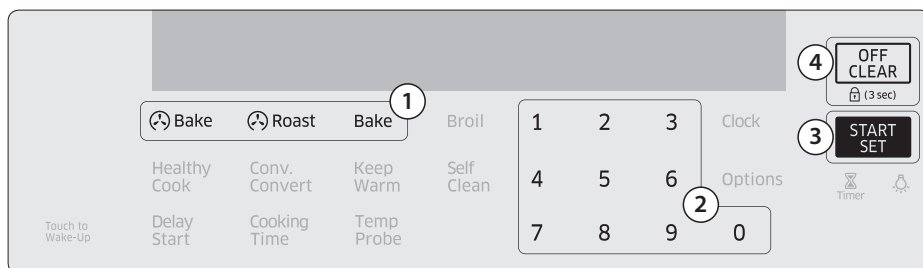 4
OFF
CLEAR
(3 sec)
1
Bake
Roast
Bake
Broil
1
2
3
Clock
3
START
SET
Healthy
Cook
Conv.
Convert
Keep
Warm
Self
Clean
4
5
6
Options
Timer
2
Touch to
Wake-Up
Delay
Start
Cooking
Time
Temp
Probe
7
8
9
0